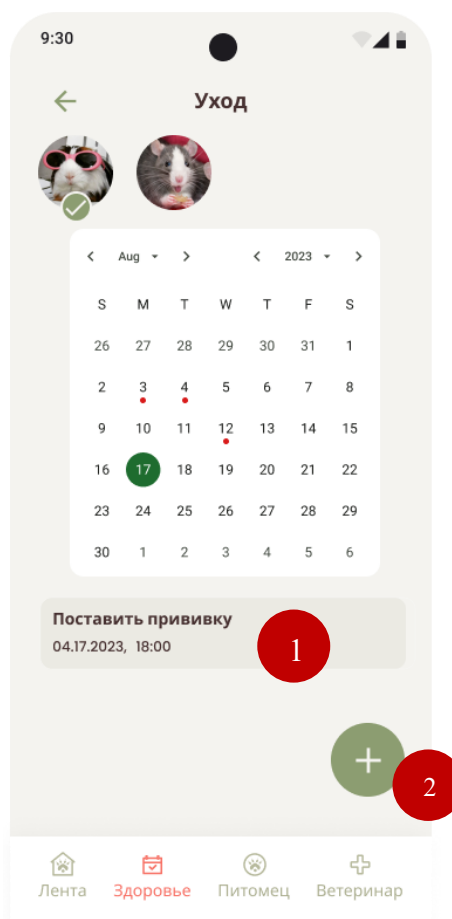 9:30
Уход
Aug 2023
S M T W T F S
26 27 28 29 30 31 1
2 3 4 5 6 7 8
9 10 11 12 13 14 15
16 17 18 19 20 21 22
23 24 25 26 27 28 29
30 1 2 3 4 5 6
Поставить прививку
04.17.2023, 18:00
1
2
Лента Здоровье Питомец Ветеринар